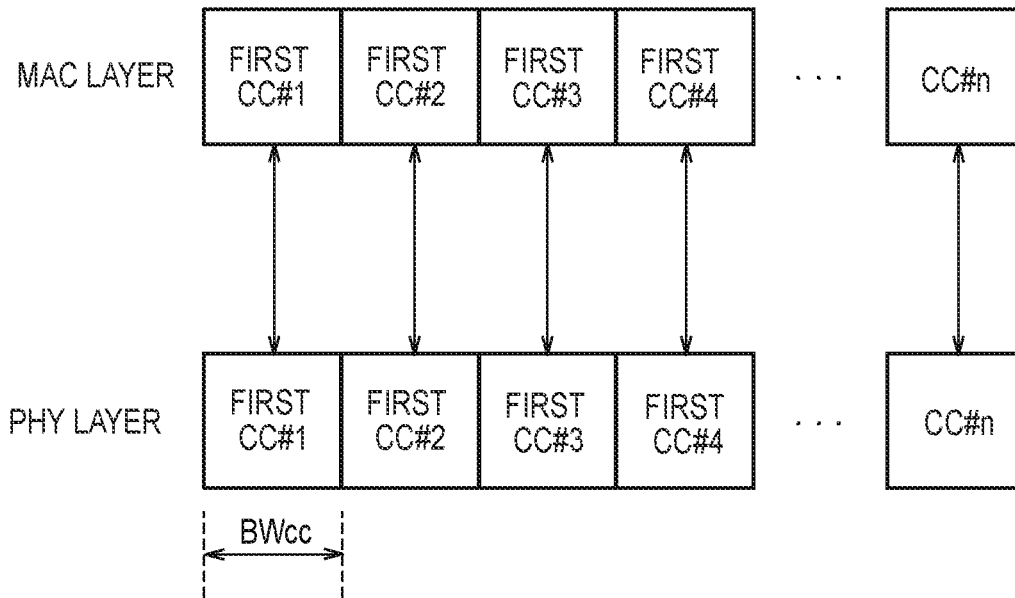 MAC LAYER
FIRST
CC#1
FIRST
CC#2
FIRST
CC#3
FIRST
CC#4
. . .
CC#n
PHY LAYER
FIRST
CC#1
FIRST
CC#2
FIRST
CC#3
FIRST
CC#4
. . .
CC#n
BWcc